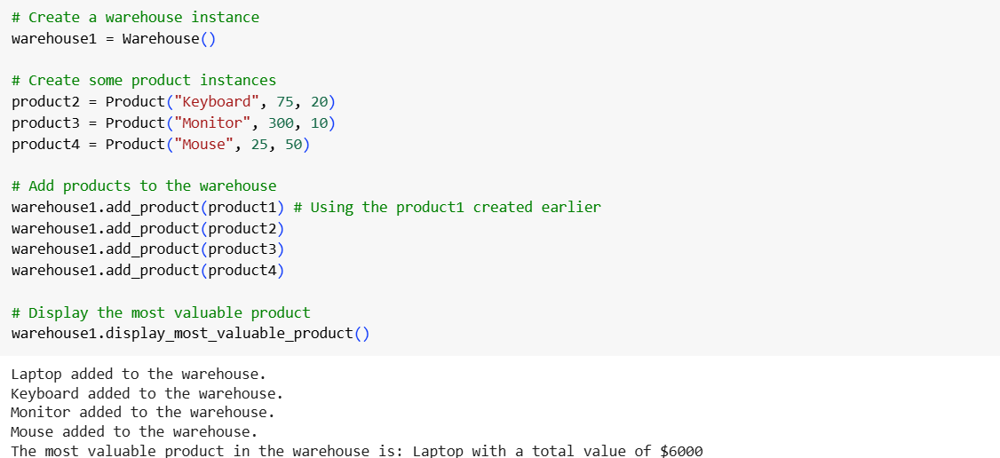 # Create a warehouse instance
warehouse1 = Warehouse()
# Create some product instances
product2 = Product("Keyboard", 75, 20)
product3 = Product("Monitor", 300, 10)
product4 = Product("Mouse", 25, 50)
# Add products to the warehouse
warehouse1.add_product(product1) # Using the product1 created earlier
warehouse1.add_product(product2)
warehouse1.add_product(product3)
warehouse1.add_product(product4)
# Display the most valuable product
warehouse1.display_most_valuable_product()
Laptop added to the warehouse.
Keyboard added to the warehouse.
Monitor added to the warehouse.
Mouse added to the warehouse.
The most valuable product in the warehouse is: Laptop with a total value of $6000